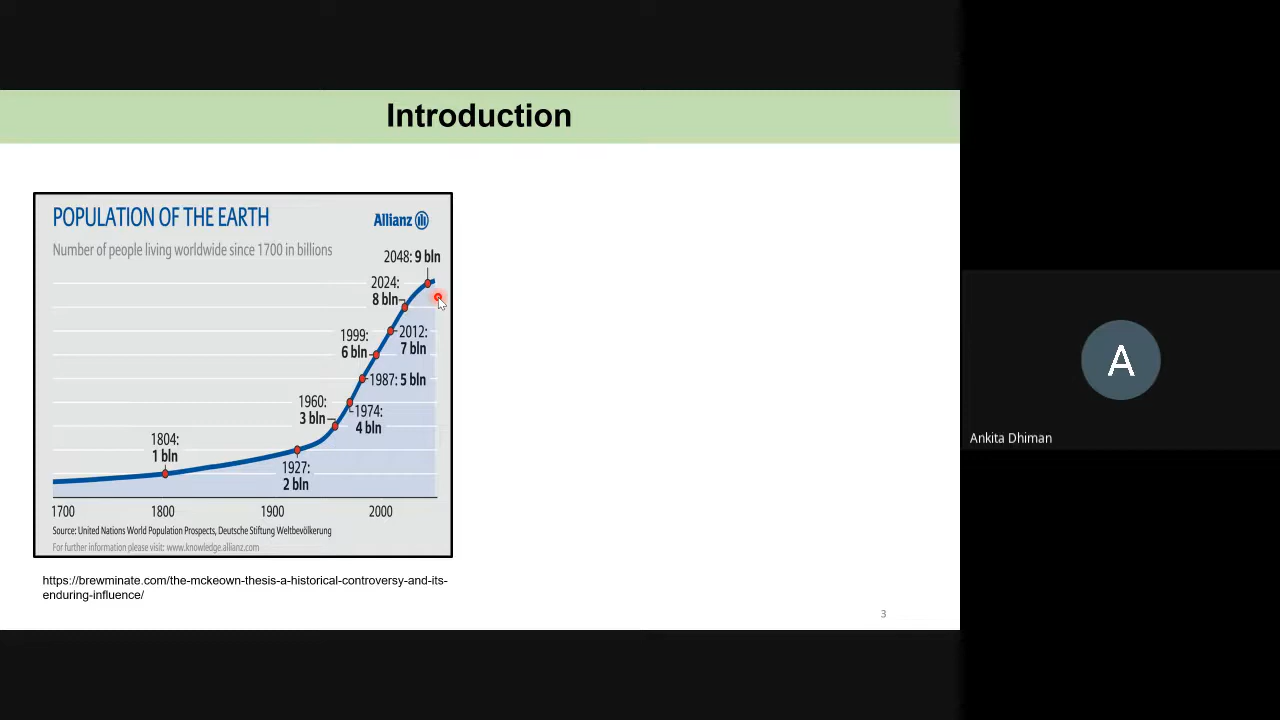 Introduction
POPULATION OF THE EARTH
Allianz
Number of people living worldwide since 1700 in billions
2048: 9 bln
2024:
8 bln
2012:
7 bln
1999:
6 bln
1987: 5 bln
1974:
4 bln
1960:
3 bln
1927:
2 bln
1804:
1 bln
1700
1800
1900
2000
Source: United Nations World Population Prospects, Deutsche Stiftung Weltbevölkerung
For further information please visit: www.knowledge.allianz.com
https://brewminate.com/the-mckeown-thesis-a-historical-controversy-and-its-
enduring-influence/
3
A
Ankita Dhiman